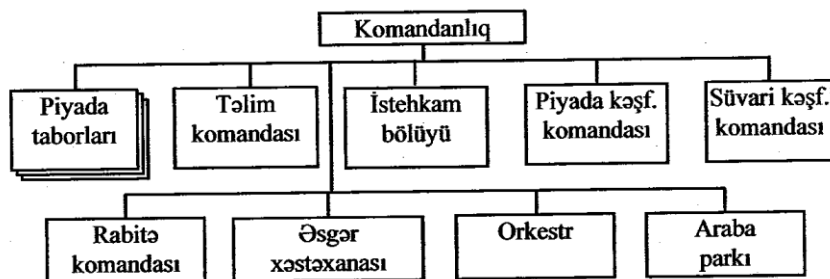 Komandanlıq
Piyada
taborları
Təlim
komandası
İstehkam
bölüyü
Piyada kəşf.
komandası
Süvari kəşf.
komandası
Rabitə
komandası
Əsgər
xəstəxanası
Orkestr
Araba
parkı